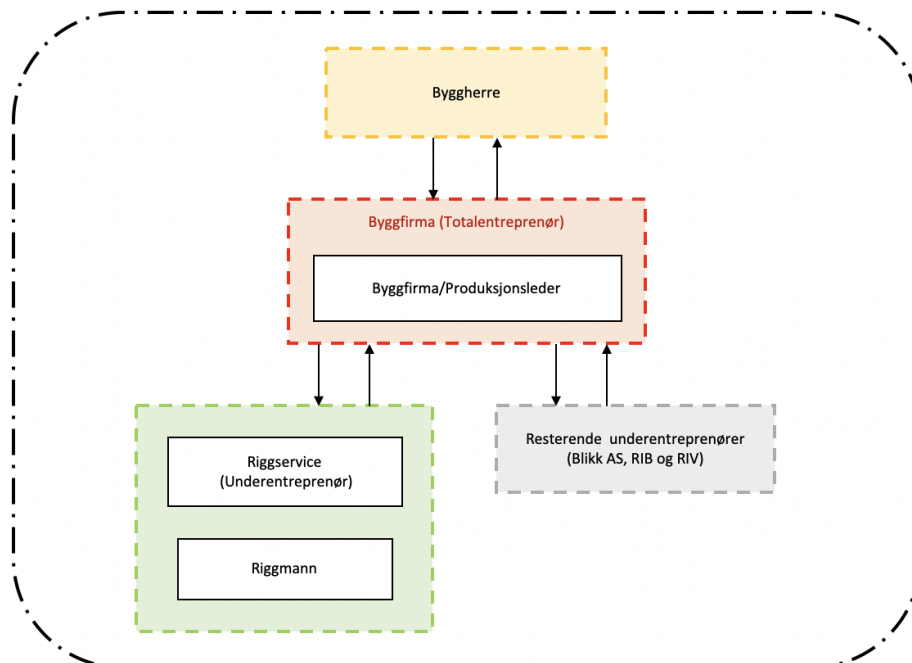 Byggherre
Byggfirma (Totalentreprenør)
Byggfirma/Produksjonsleder
Riggservice
(Underentreprenør)
Riggmann
Resterende underentreprenører
(Blikk AS, RIB og RIV)